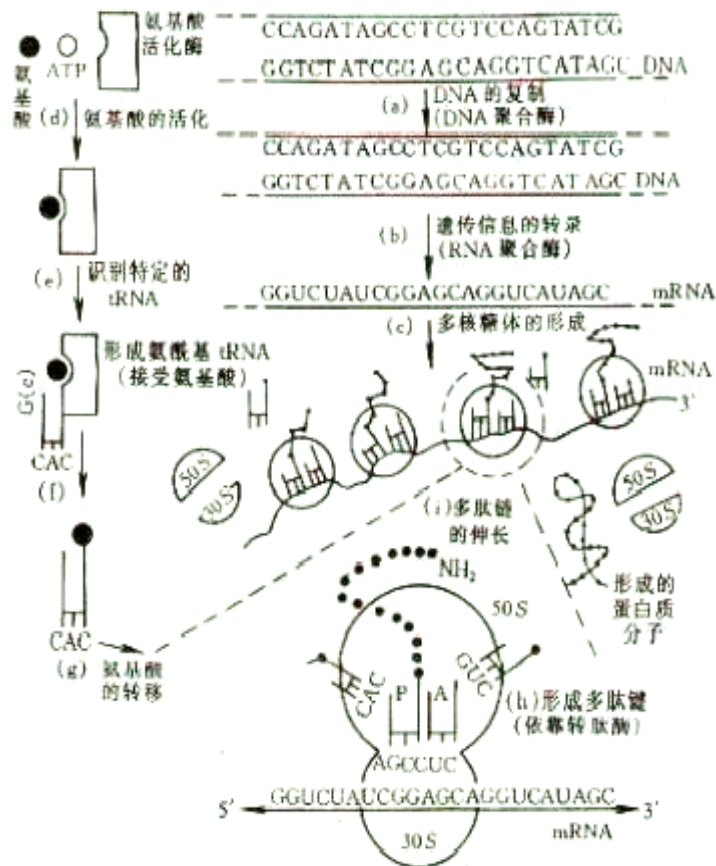 氨基酸
活化酶
ATP
氨基酸
(d) 氨基酸的活化
CCAGATAGCCTCGTCCAGTATCG
GGTCTATCGGAGCAGGTCATAGC DNA
(a) DNA的复制
(DNA聚合酶)
CCAGATAGCCTCGTCCAGTATCG
GGTCTATCGGAGCAGGTCATAGC DNA
(b) 遗传信息的转录
(RNA聚合酶)
GGUCUAUCGGAGCAGGUCAUAGC mRNA
(c) 多核糖体的形成
(e) 识别特定的
tRNA
形成氨酰基tRNA
(接受氨基酸)
G(e)
CAC
(f)
CAC
(g) 氨基酸
的转移
mRNA
3′
50S
30S
50S
30S
(i)多肽链
的伸长
形成的
蛋白质
分子
NH₂
50S
CAC
P A
GUC
(h)形成多肽键
(依靠转肽酶)
AGCCUC
5′ GGUCUAUCGGAGCAGGUCAUAGC 3′
mRNA
30S